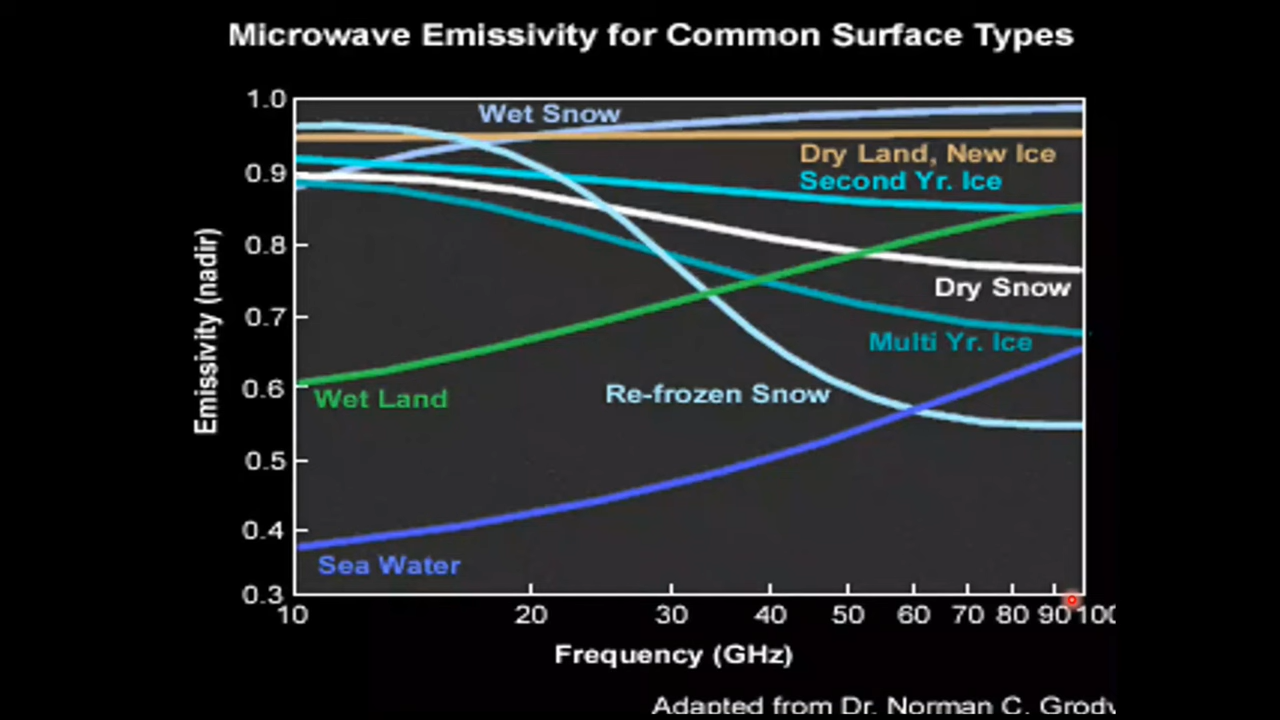 Microwave Emissivity for Common Surface Types
1.0
0.9
0.8
0.7
0.6
0.5
0.4
0.3
Emissivity (nadir)
Wet Snow
Dry Land, New Ice
Second Yr. Ice
Dry Snow
Multi Yr. Ice
Re-frozen Snow
Wet Land
Sea Water
10 20 30 40 50 60 70 80 90 100
Frequency (GHz)
Adapted from Dr. Norman C. Grody